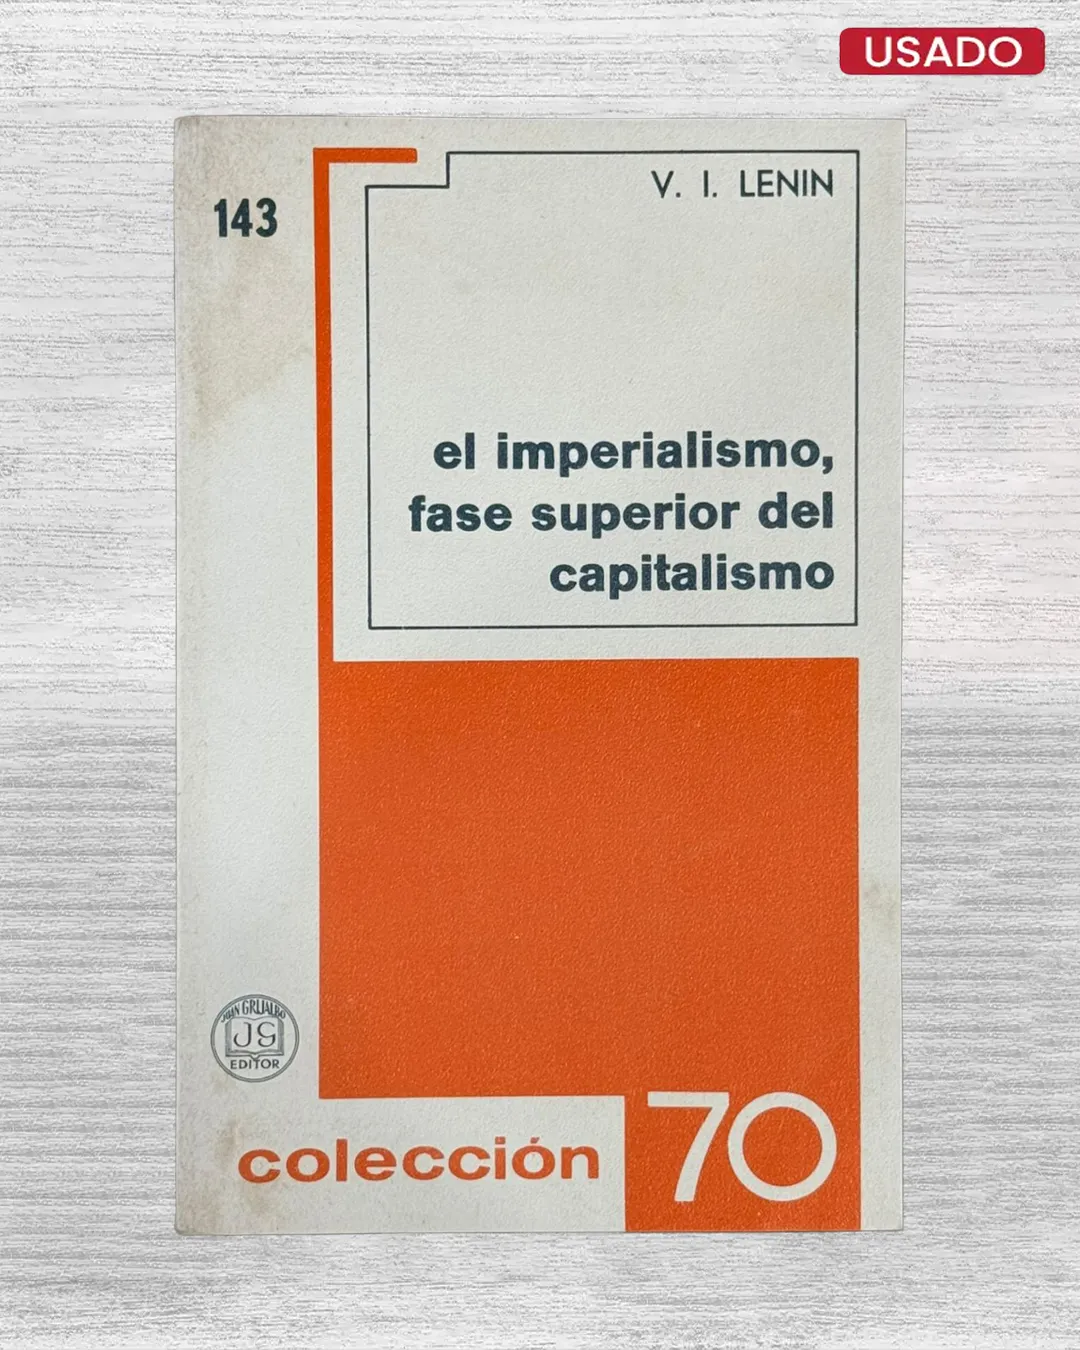 USADO
143
V. I. LENIN
el imperialismo,
fase superior del
capitalismo
JUAN GRIJALBO
JG
EDITOR
colección 70